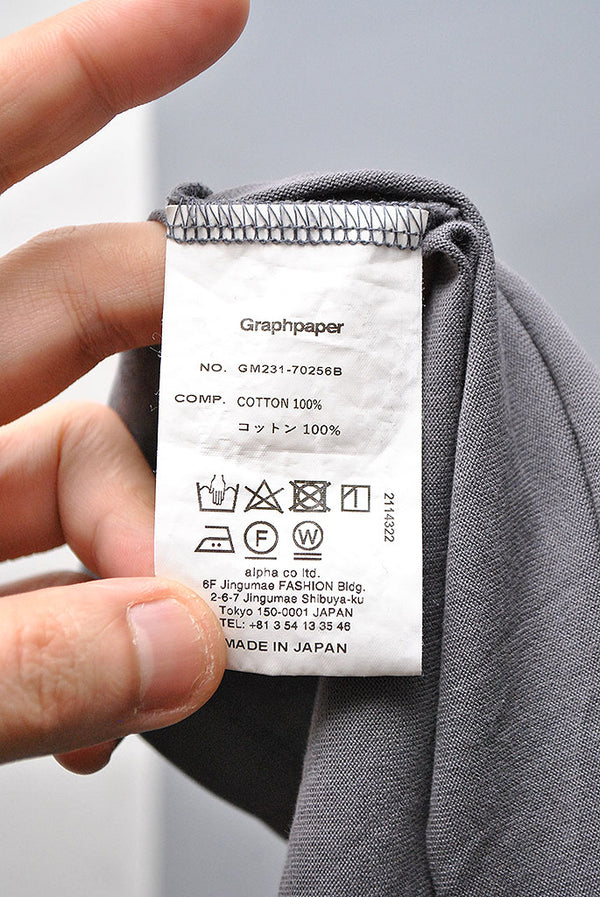 Graphpaper
NO. GM231-70256B
COMP. COTTON 100%
コットン 100%
2114322
F W
alpha co ltd.
6F Jingumae FASHION Bldg.
2-6-7 Jingumae Shibuya-ku
Tokyo 150-0001 JAPAN
TEL: +81 3 54 13 35 46
MADE IN JAPAN